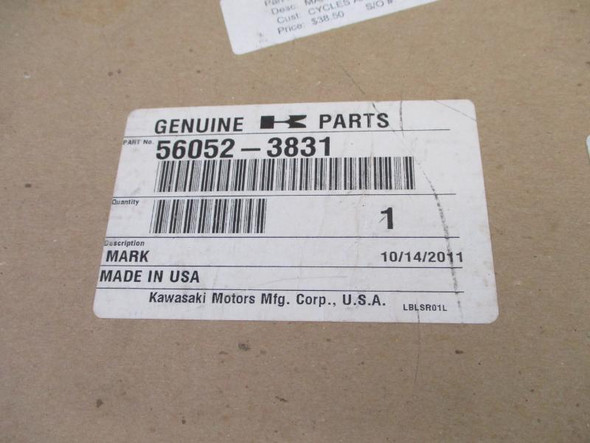 Desc:
Cust: CYCLES
Price: $38.50 S/O #
GENUINE PARTS
PART No.
56052-3831
Quantity
1
Description
MARK 10/14/2011
MADE IN USA
Kawasaki Motors Mfg. Corp., U.S.A. LBLSR01L